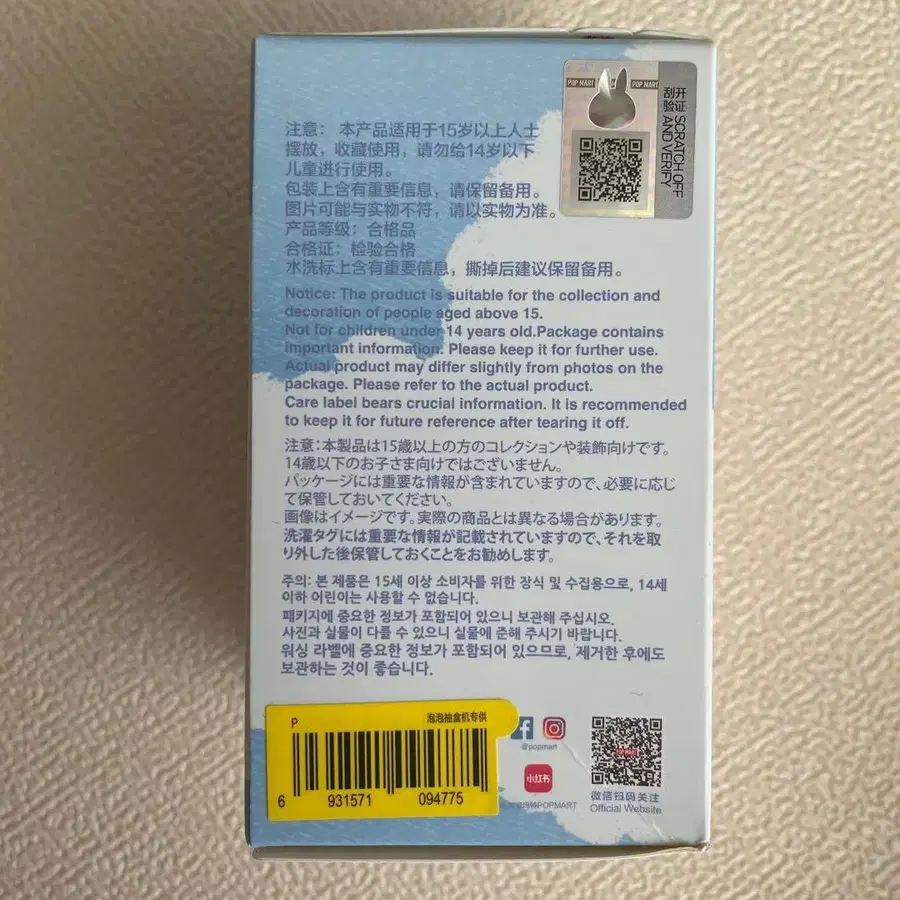 POP MART POP MART
刮开
验证 SCRATCH OFF
AND VERIFY
注意： 本产品适用于15岁以上人士
摆放，收藏使用，请勿给14岁以下
儿童进行使用。
包装上含有重要信息，请保留备用。
图片可能与实物不符，请以实物为准。
产品等级：合格品
合格证：检验合格
水洗标上含有重要信息，撕掉后建议保留备用。
Notice: The product is suitable for the collection and
decoration of people aged above 15.
Not for children under 14 years old.Package contains
important information. Please keep it for further use.
Actual product may differ slightly from photos on the
package. Please refer to the actual product.
Care label bears crucial information. It is recommended
to keep it for future reference after tearing it off.
注意:本製品は15歳以上の方のコレクションや装飾向けです。
14歳以下のお子さま向けではございません。
パッケージには重要な情報が含まれていますので、必要に応じ
て保管しておいてください。
画像はイメージです。実際の商品とは異なる場合があります。
洗濯タグには重要な情報が記載されていますので、それを取
り外した後保管しておくことをお勧めします。
주의: 본 제품은 15세 이상 소비자를 위한 장식 및 수집용으로, 14세
이하 어린이는 사용할 수 없습니다.
패키지에 중요한 정보가 포함되어 있으니 보관해 주십시오.
사진과 실물이 다를 수 있으니 실물에 준해 주시기 바랍니다.
워싱 라벨에 중요한 정보가 포함되어 있으므로, 제거한 후에도
보관하는 것이 좋습니다.
P 泡泡抽盒机专供
6 931571 094775
@popmart
小红书
POPMART
POP MART
微信扫码关注
Official Website